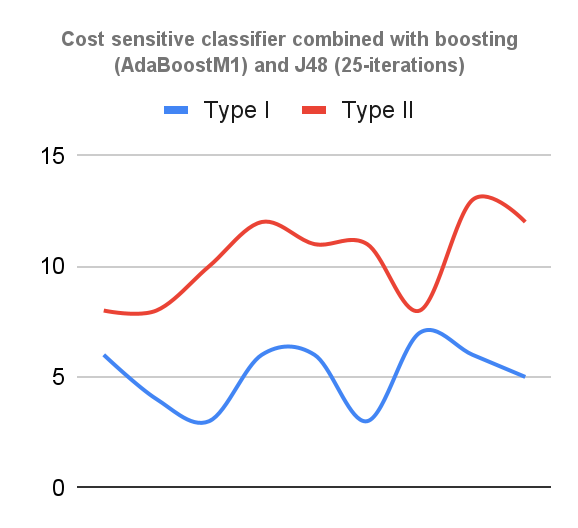 Cost sensitive classifier combined with boosting
(AdaBoostM1) and J48 (25-iterations)
Type I Type II
15
10
5
0